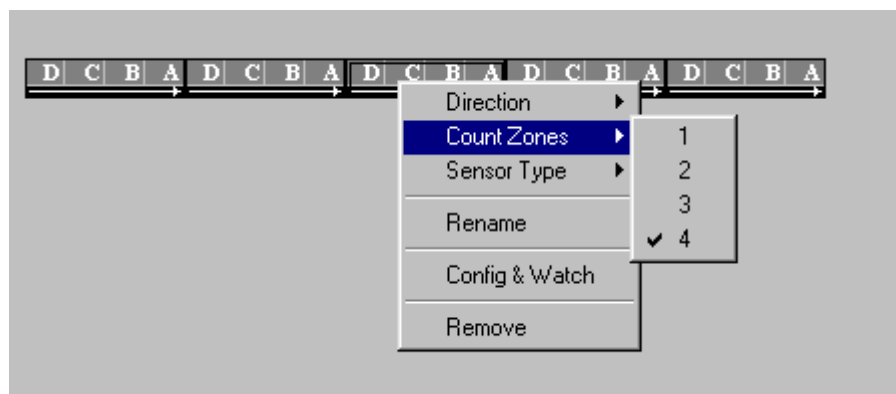 D C B A D C B A D C B A D C B A D C B A
Direction
Count Zones
1
Sensor Type
2
3
Rename
4
Config & Watch
Remove